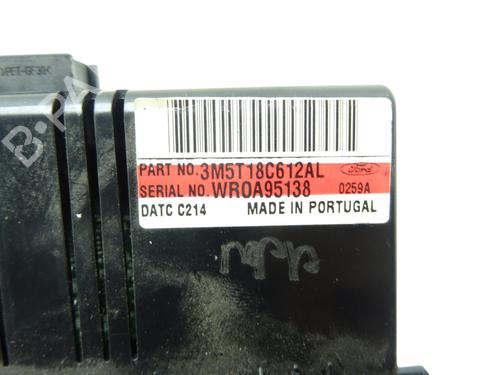 PART NO. 3M5T18C612AL Ford
SERIAL NO. WR0A95138 0259A
DATC C214 MADE IN PORTUGAL
B-PA